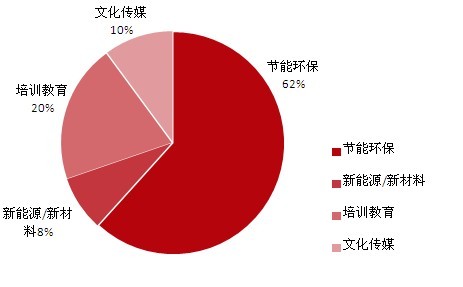 文化传媒
10%
节能环保
62%
培训教育
20%
新能源/新材
料8%
节能环保
新能源/新材料
培训教育
文化传媒